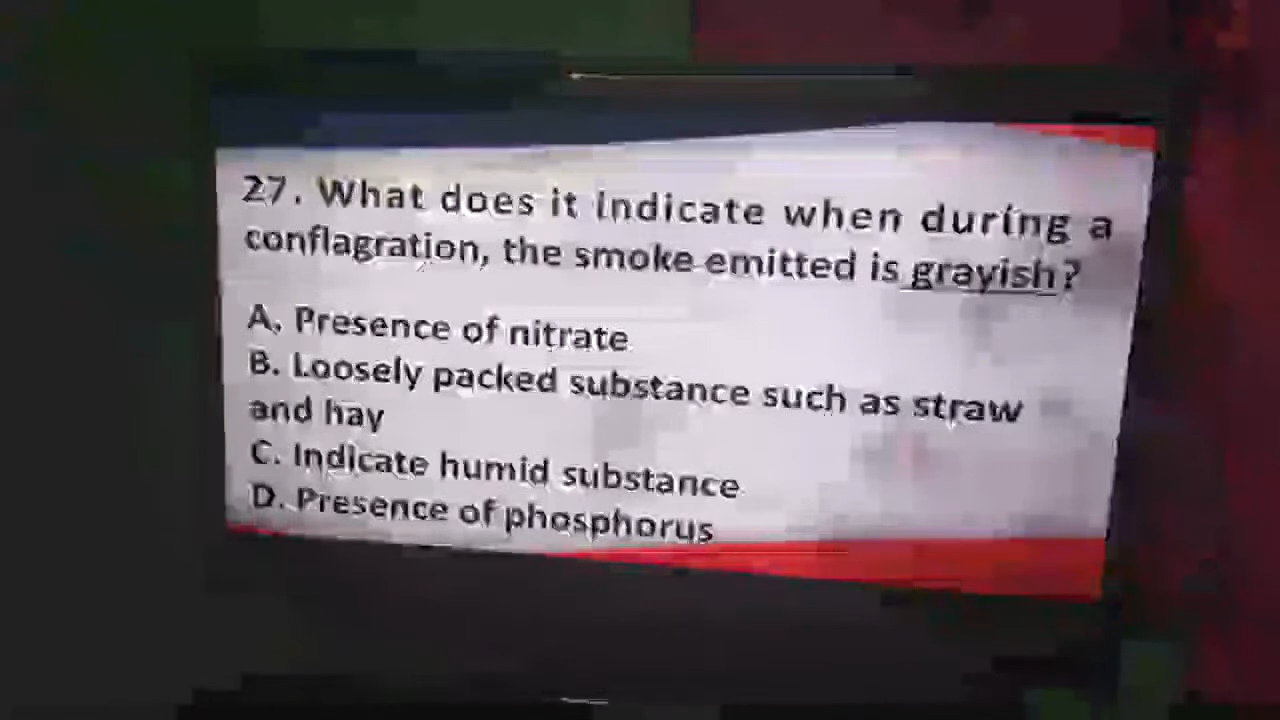 27. What does it indicate when during a
conflagration, the smoke emitted is grayish?
A. Presence of nitrate
B. Loosely packed substance such as straw
and hay
C. Indicate humid substance
D. Presence of phosphorus